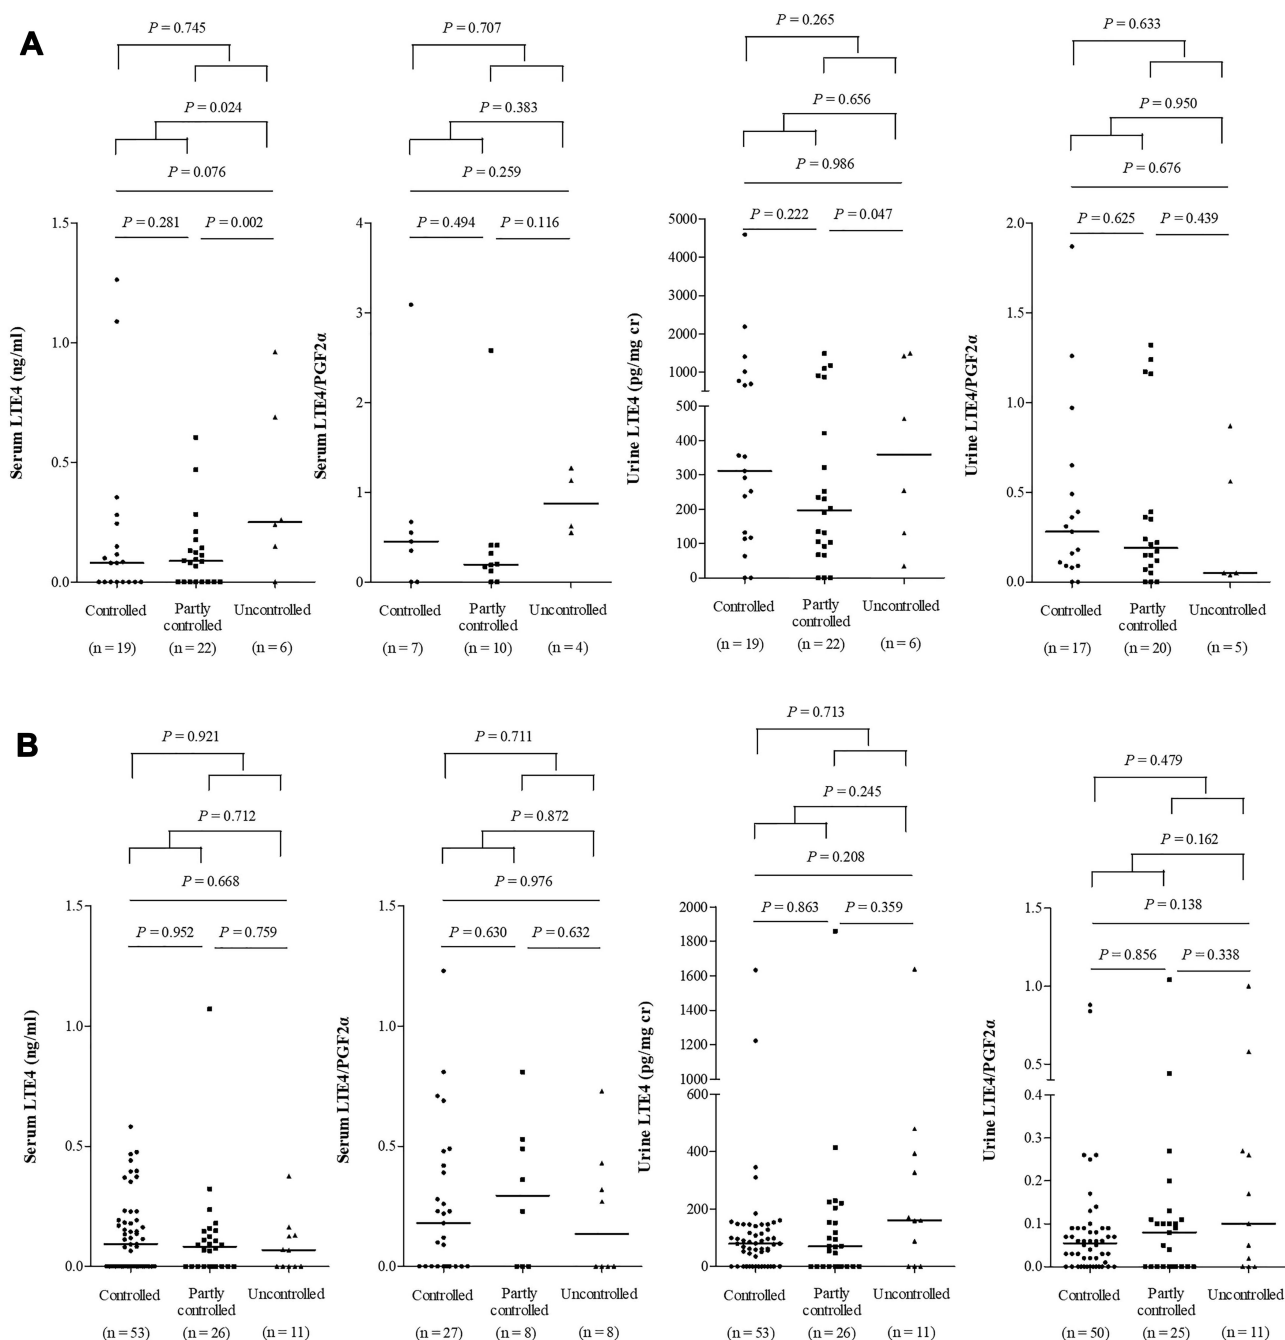 A
P = 0.745
P = 0.024
P = 0.076
P = 0.281 P = 0.002
Serum LTE4 (ng/ml)
1.5
1.0
0.5
0.0
Controlled Partly controlled Uncontrolled
(n = 19) (n = 22) (n = 6)
P = 0.707
P = 0.383
P = 0.259
P = 0.494 P = 0.116
Serum LTE4/PGF2α
4
3
2
1
0
Controlled Partly controlled Uncontrolled
(n = 7) (n = 10) (n = 4)
P = 0.265
P = 0.656
P = 0.986
P = 0.222 P = 0.047
Urine LTE4 (pg/mg cr)
5000
4000
3000
2000
1000
500
400
300
200
100
0
Controlled Partly controlled Uncontrolled
(n = 19) (n = 22) (n = 6)
P = 0.633
P = 0.950
P = 0.676
P = 0.625 P = 0.439
Urine LTE4/PGF2α
2.0
1.5
1.0
0.5
0.0
Controlled Partly controlled Uncontrolled
(n = 17) (n = 20) (n = 5)
B
P = 0.921
P = 0.712
P = 0.668
P = 0.952 P = 0.759
Serum LTE4 (ng/ml)
1.5
1.0
0.5
0.0
Controlled Partly controlled Uncontrolled
(n = 53) (n = 26) (n = 11)
P = 0.711
P = 0.872
P = 0.976
P = 0.630 P = 0.632
Serum LTE4/PGF2α
1.5
1.0
0.5
0.0
Controlled Partly controlled Uncontrolled
(n = 27) (n = 8) (n = 8)
P = 0.713
P = 0.245
P = 0.208
P = 0.863 P = 0.359
Urine LTE4 (pg/mg cr)
2000
1800
1600
1400
1200
1000
600
400
200
0
Controlled Partly controlled Uncontrolled
(n = 53) (n = 26) (n = 11)
P = 0.479
P = 0.162
P = 0.138
P = 0.856 P = 0.338
Urine LTE4/PGF2α
1.5
1.0
0.5
0.4
0.3
0.2
0.1
0.0
Controlled Partly controlled Uncontrolled
(n = 50) (n = 25) (n = 11)